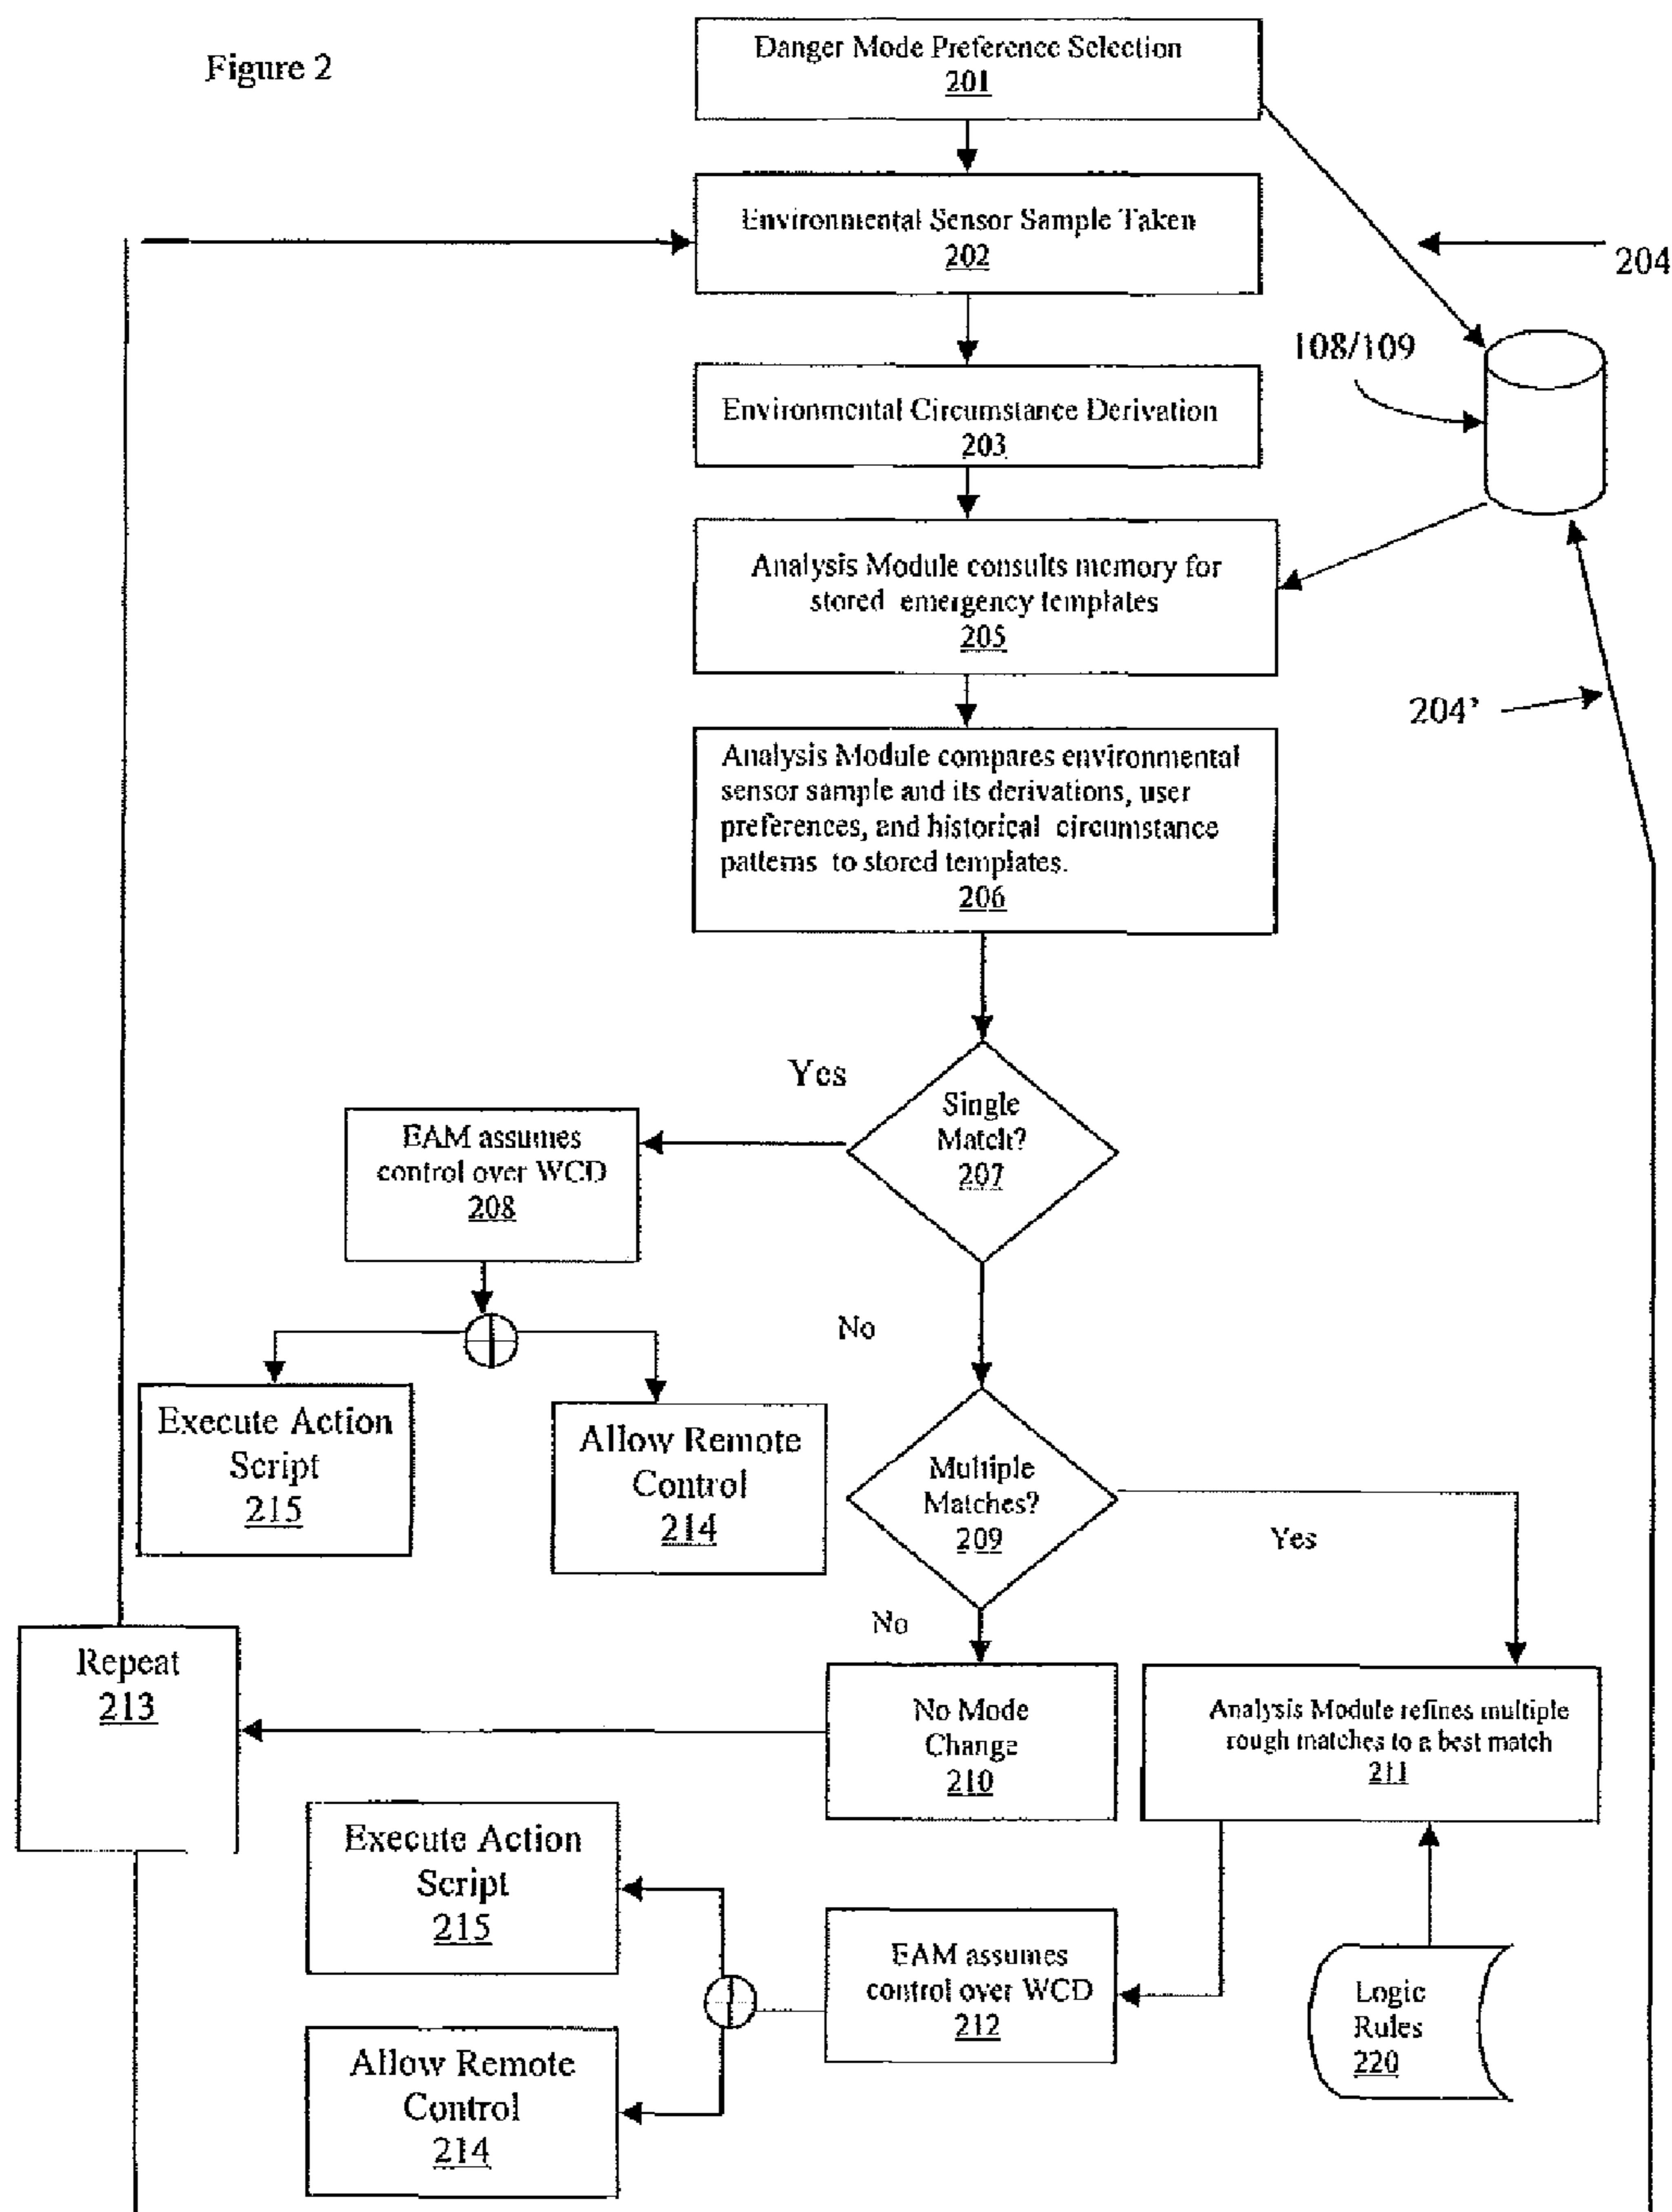 Figure 2
Danger Mode Preference Selection
201
Environmental Sensor Sample Taken
202
204
108/109
Environmental Circumstance Derivation
203
Analysis Module consults memory for
stored emergency templates
205
204’
Analysis Module compares environmental
sensor sample and its derivations, user
preferences, and historical circumstance
patterns to stored templates.
206
Yes
Single
Match?
207
EAM assumes
control over WCD
208
No
Execute Action
Script
215
Allow Remote
Control
214
Multiple
Matches?
209
Yes
No
Repeat
213
No Mode
Change
210
Analysis Module refines multiple
rough matches to a best match
211
Execute Action
Script
215
EAM assumes
control over WCD
212
Logic
Rules
220
Allow Remote
Control
214